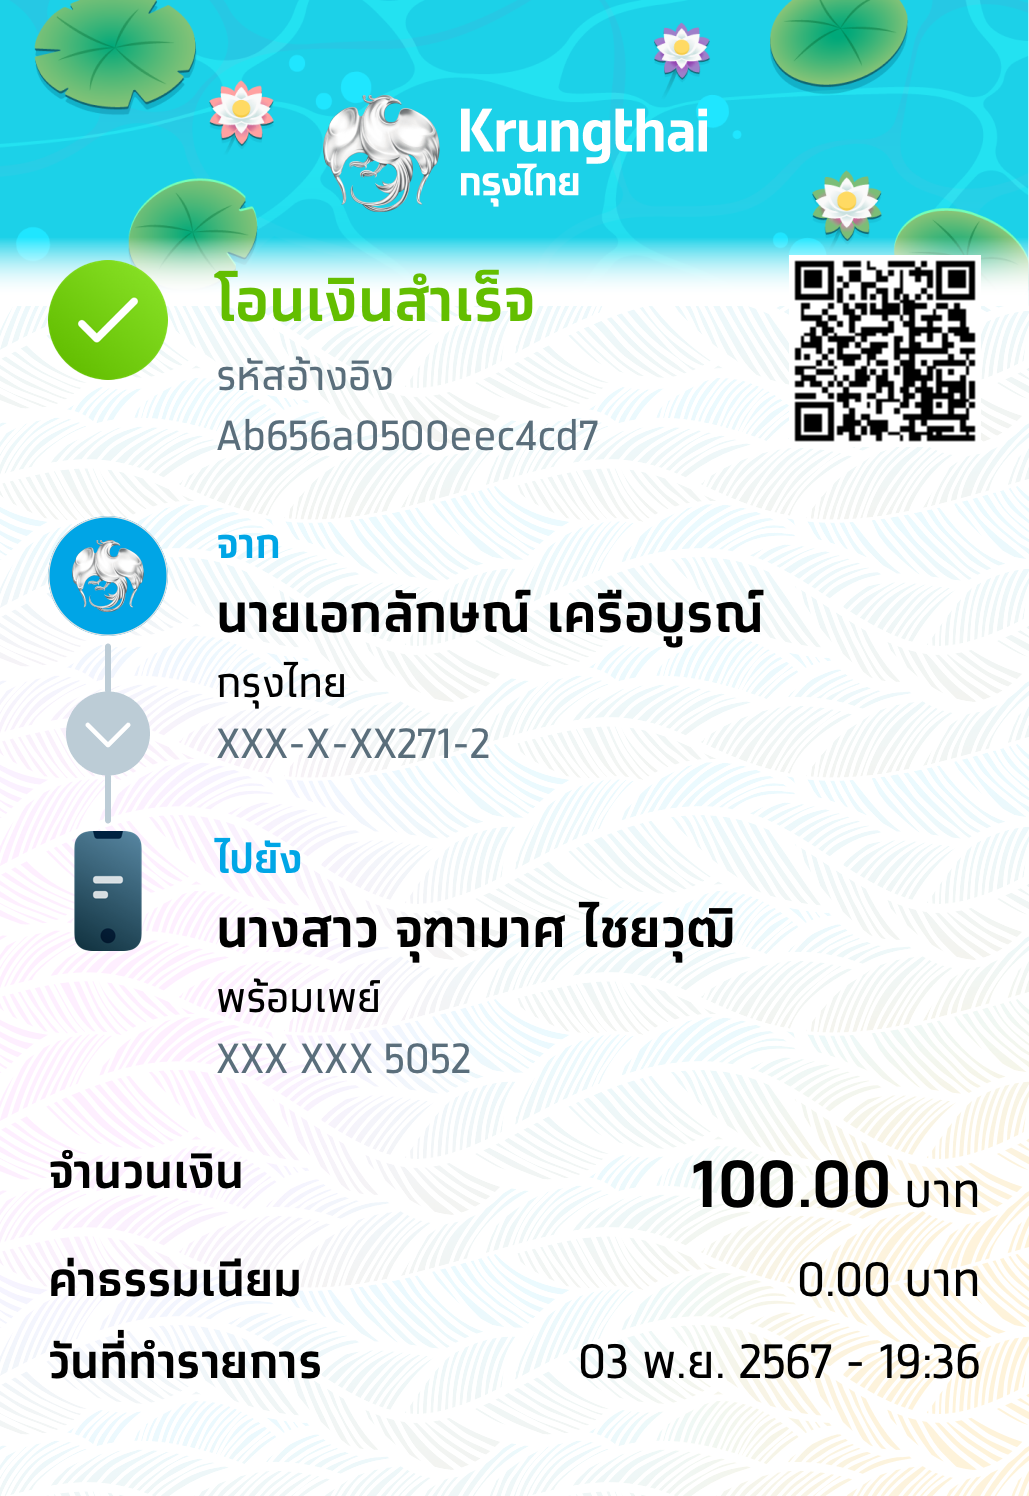 Krungthai
กรุงไทย
โอนเงินสำเร็จ
รหัสอ้างอิง
Ab656a0500eec4cd7
จาก
นายเอกลักษณ์ เครือบูรณ์
กรุงไทย
XXX-X-XX271-2
ไปยัง
นางสาว จุฑามาศ ไชยวุฒิ
พร้อมเพย์
XXX XXX 5052
จำนวนเงิน 100.00 บาท
ค่าธรรมเนียม 0.00 บาท
วันที่ทำรายการ 03 พ.ย. 2567 - 19:36